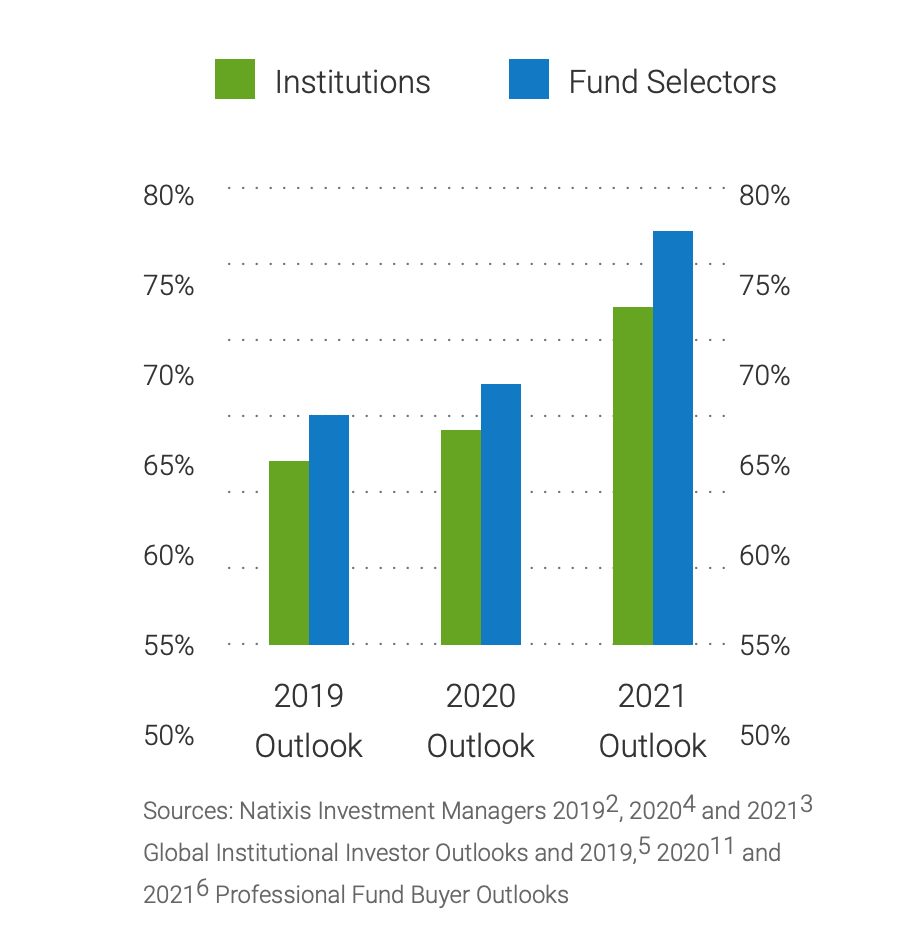 Institutions Fund Selectors
80% 80%
75% 75%
70% 70%
65% 65%
60% 60%
55% 55%
2019 2020 2021
50% Outlook Outlook Outlook 50%
Sources: Natixis Investment Managers 2019², 2020⁴ and 2021³
Global Institutional Investor Outlooks and 2019,⁵ 2020¹¹ and
2021⁶ Professional Fund Buyer Outlooks